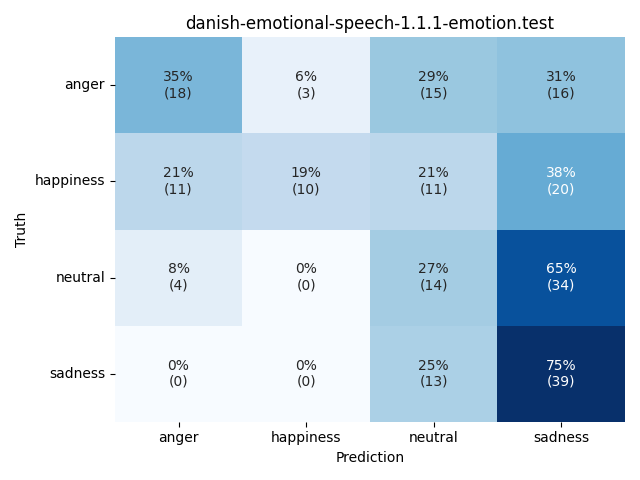 danish-emotional-speech-1.1.1-emotion.test
Truth
anger
35% 6% 29% 31%
(18) (3) (15) (16)
happiness
21% 19% 21% 38%
(11) (10) (11) (20)
neutral
8% 0% 27% 65%
(4) (0) (14) (34)
sadness
0% 0% 25% 75%
(0) (0) (13) (39)
anger happiness neutral sadness
Prediction